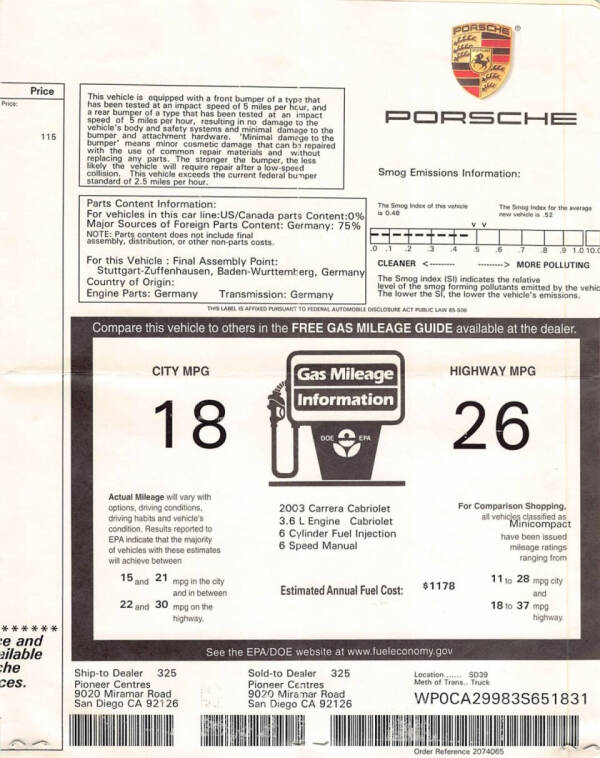 PORSCHE
PORSCHE
Price
Price:
115
This vehicle is equipped with a front bumper of a type that
has been tested at an impact speed of 5 miles per hour, and
a rear bumper of a type that has been tested at an impact
speed of 5 miles per hour, resulting in no damage to the
vehicle's body and safety systems and minimal damage to the
bumper and attachment hardware. 'Minimal damage to the
bumper' means minor cosmetic damage that can be repaired
with the use of common repair materials and without
replacing any parts. The stronger the bumper, the less
likely the vehicle will require repair after a low-speed
collision. This vehicle exceeds the current federal bumper
standard of 2.5 miles per hour.
Smog Emissions Information:
The Smog Index of this vehicle
is 0.48
The Smog Index for the average
new vehicle is .52
V V
.0 .1 .2 .3 .4 .5 .6 .7 .8 .9 1.0 10.0
CLEANER <-------- --------> MORE POLLUTING
The Smog index (SI) indicates the relative
level of the smog forming pollutants emitted by the vehic
The lower the SI, the lower the vehicle's emissions.
Parts Content Information:
For vehicles in this car line:US/Canada parts Content:0%
Major Sources of Foreign Parts Content: Germany: 75%
NOTE: Parts content does not include final
assembly, distribution, or other non-parts costs.
For this Vehicle : Final Assembly Point:
Stuttgart-Zuffenhausen, Baden-Wurttemberg, Germany
Country of Origin:
Engine Parts: Germany Transmission: Germany
THIS LABEL IS AFFIXED PURSUANT TO FEDERAL AUTOMOBILE DISCLOSURE ACT PUBLIC LAW 85-506
Compare this vehicle to others in the FREE GAS MILEAGE GUIDE available at the dealer.
CITY MPG
18
Gas Mileage
Information
DOE EPA
HIGHWAY MPG
26
Actual Mileage will vary with
options, driving conditions,
driving habits and vehicle's
condition. Results reported to
EPA indicate that the majority
of vehicles with these estimates
will achieve between
15 and 21 mpg in the city
and in between
22 and 30 mpg on the
highway.
2003 Carrera Cabriolet
3.6 L Engine Cabriolet
6 Cylinder Fuel Injection
6 Speed Manual
Estimated Annual Fuel Cost: $1178
For Comparison Shopping,
all vehicles classified as
Minicompact
have been issued
mileage ratings
ranging from
11 to 28 mpg city
and
18 to 37 mpg
highway.
See the EPA/DOE website at www.fueleconomy.gov
******
ce and
ailable
che
ces.
Ship-to Dealer 325
Pioneer Centres
9020 Miramar Road
San Diego CA 92126
Sold-to Dealer 325
Pioneer Centres
9020 Miramar Road
San Diego CA 92126
Location...... SD39
Meth of Trans.. Truck
WP0CA29983S651831
Order Reference 2074065